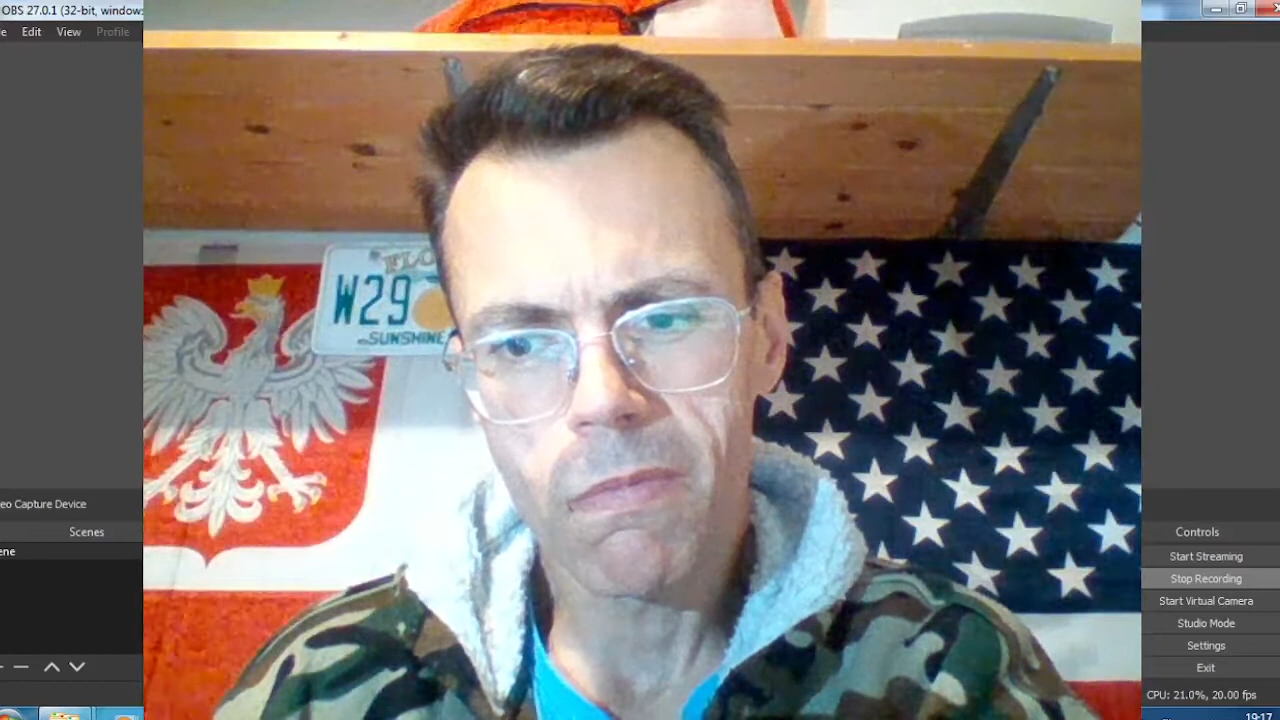 OBS 27.0.1 (32-bit, window
Edit View Profile
FLO
W29
SUNSHINE
eo Capture Device
Scenes
ene
Controls
Start Streaming
Stop Recording
Start Virtual Camera
Studio Mode
Settings
Exit
CPU: 21.0%, 20.00 fps
19:17